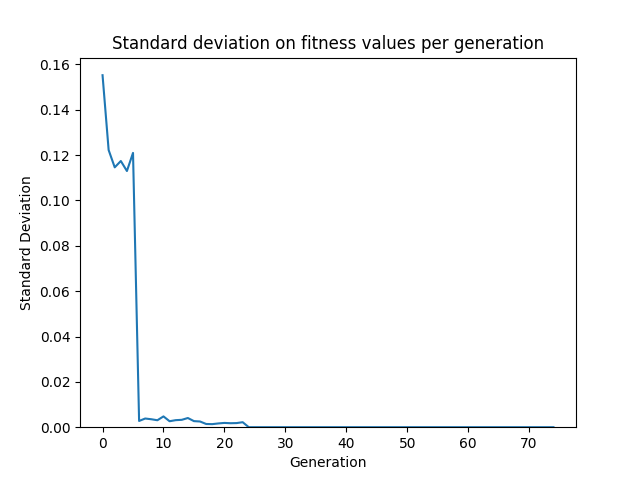 Standard deviation on fitness values per generation
0.16
0.14
0.12
0.10
0.08
0.06
0.04
0.02
0.00
Standard Deviation
0 10 20 30 40 50 60 70
Generation